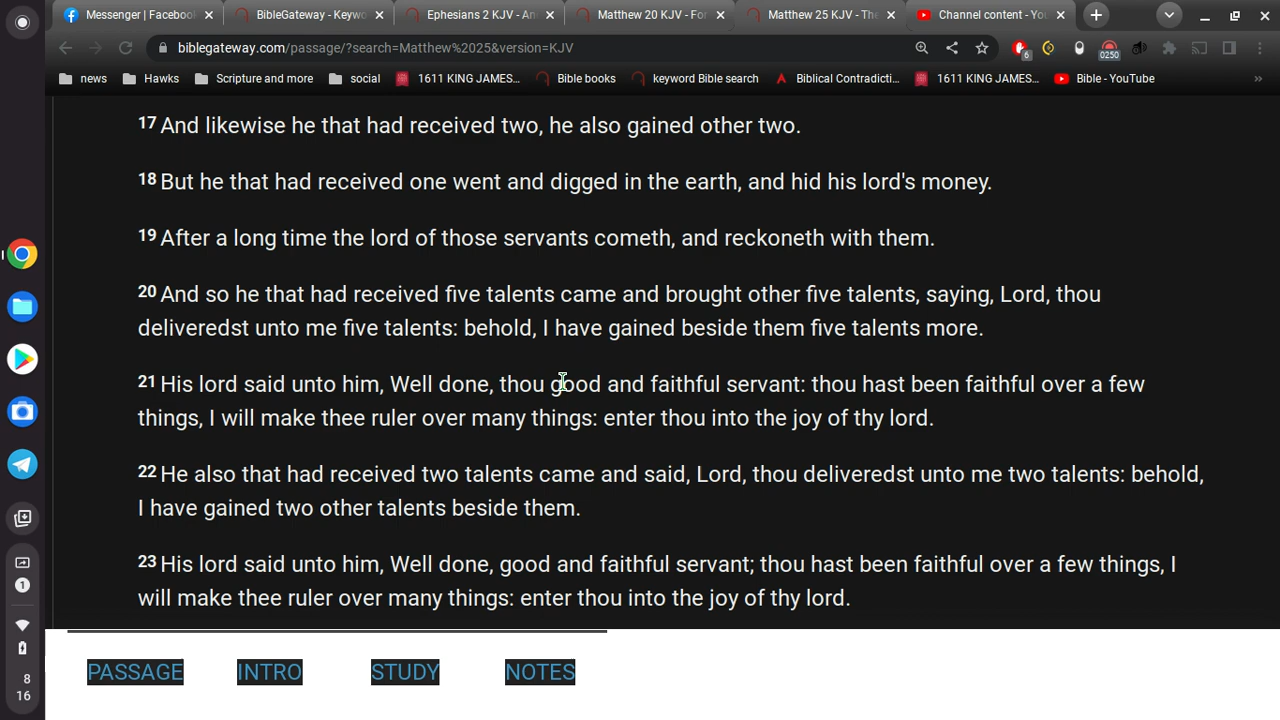 Messenger | Facebook
BibleGateway - Keywo
Ephesians 2 KJV - An
Matthew 20 KJV - For
Matthew 25 KJV - The
Channel content - You
biblegateway.com/passage/?search=Matthew%2025&version=KJV
6
0250
news
Hawks
Scripture and more
social
1611 KING JAMES...
Bible books
keyword Bible search
Biblical Contradicti...
1611 KING JAMES...
Bible - YouTube
»
17 And likewise he that had received two, he also gained other two.
18 But he that had received one went and digged in the earth, and hid his lord's money.
19 After a long time the lord of those servants cometh, and reckoneth with them.
20 And so he that had received five talents came and brought other five talents, saying, Lord, thou
deliveredst unto me five talents: behold, I have gained beside them five talents more.
21 His lord said unto him, Well done, thou good and faithful servant: thou hast been faithful over a few
things, I will make thee ruler over many things: enter thou into the joy of thy lord.
22 He also that had received two talents came and said, Lord, thou deliveredst unto me two talents: behold,
I have gained two other talents beside them.
23 His lord said unto him, Well done, good and faithful servant; thou hast been faithful over a few things, I
will make thee ruler over many things: enter thou into the joy of thy lord.
PASSAGE
INTRO
STUDY
NOTES
1
8
16